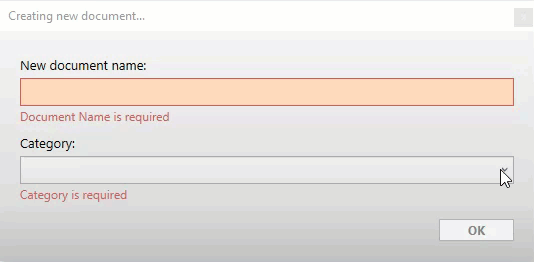 Creating new document...
New document name:
Document Name is required
Category:
Category is required
OK